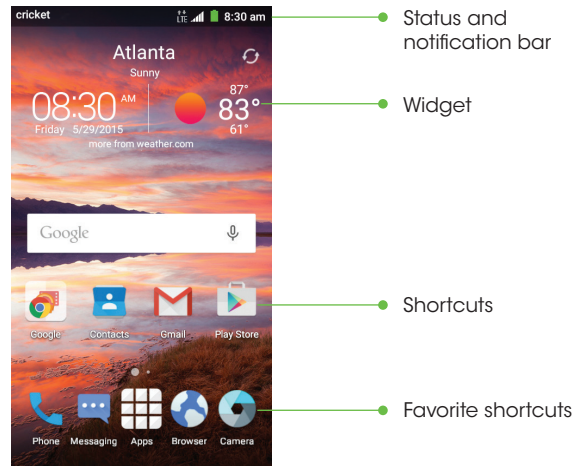 cricket LTE 8:30 am
Status and
notification bar
Atlanta
Sunny
08:30 AM
Friday 5/29/2015
87°
83°
61°
more from weather.com
Widget
Google
Google Contacts Gmail Play Store
Shortcuts
Phone Messaging Apps Browser Camera
Favorite shortcuts